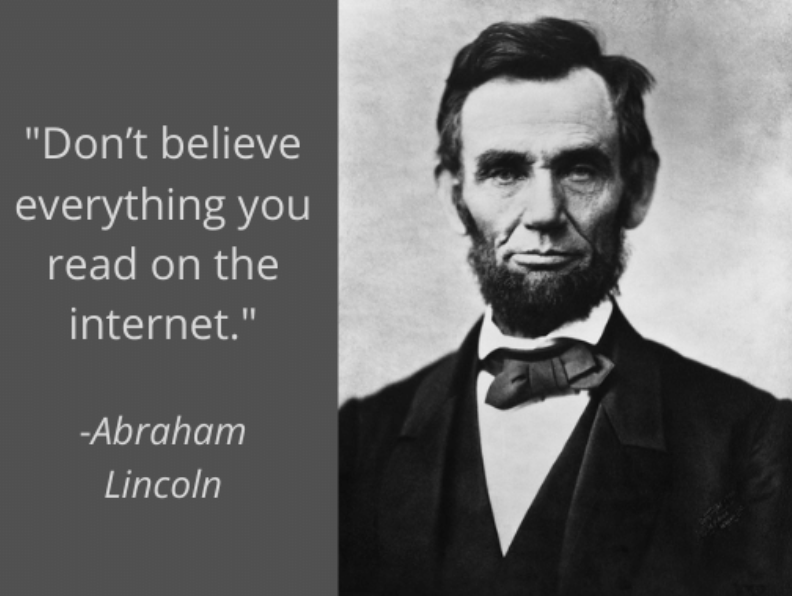 "Don’t believe
everything you
read on the
internet."
-Abraham
Lincoln